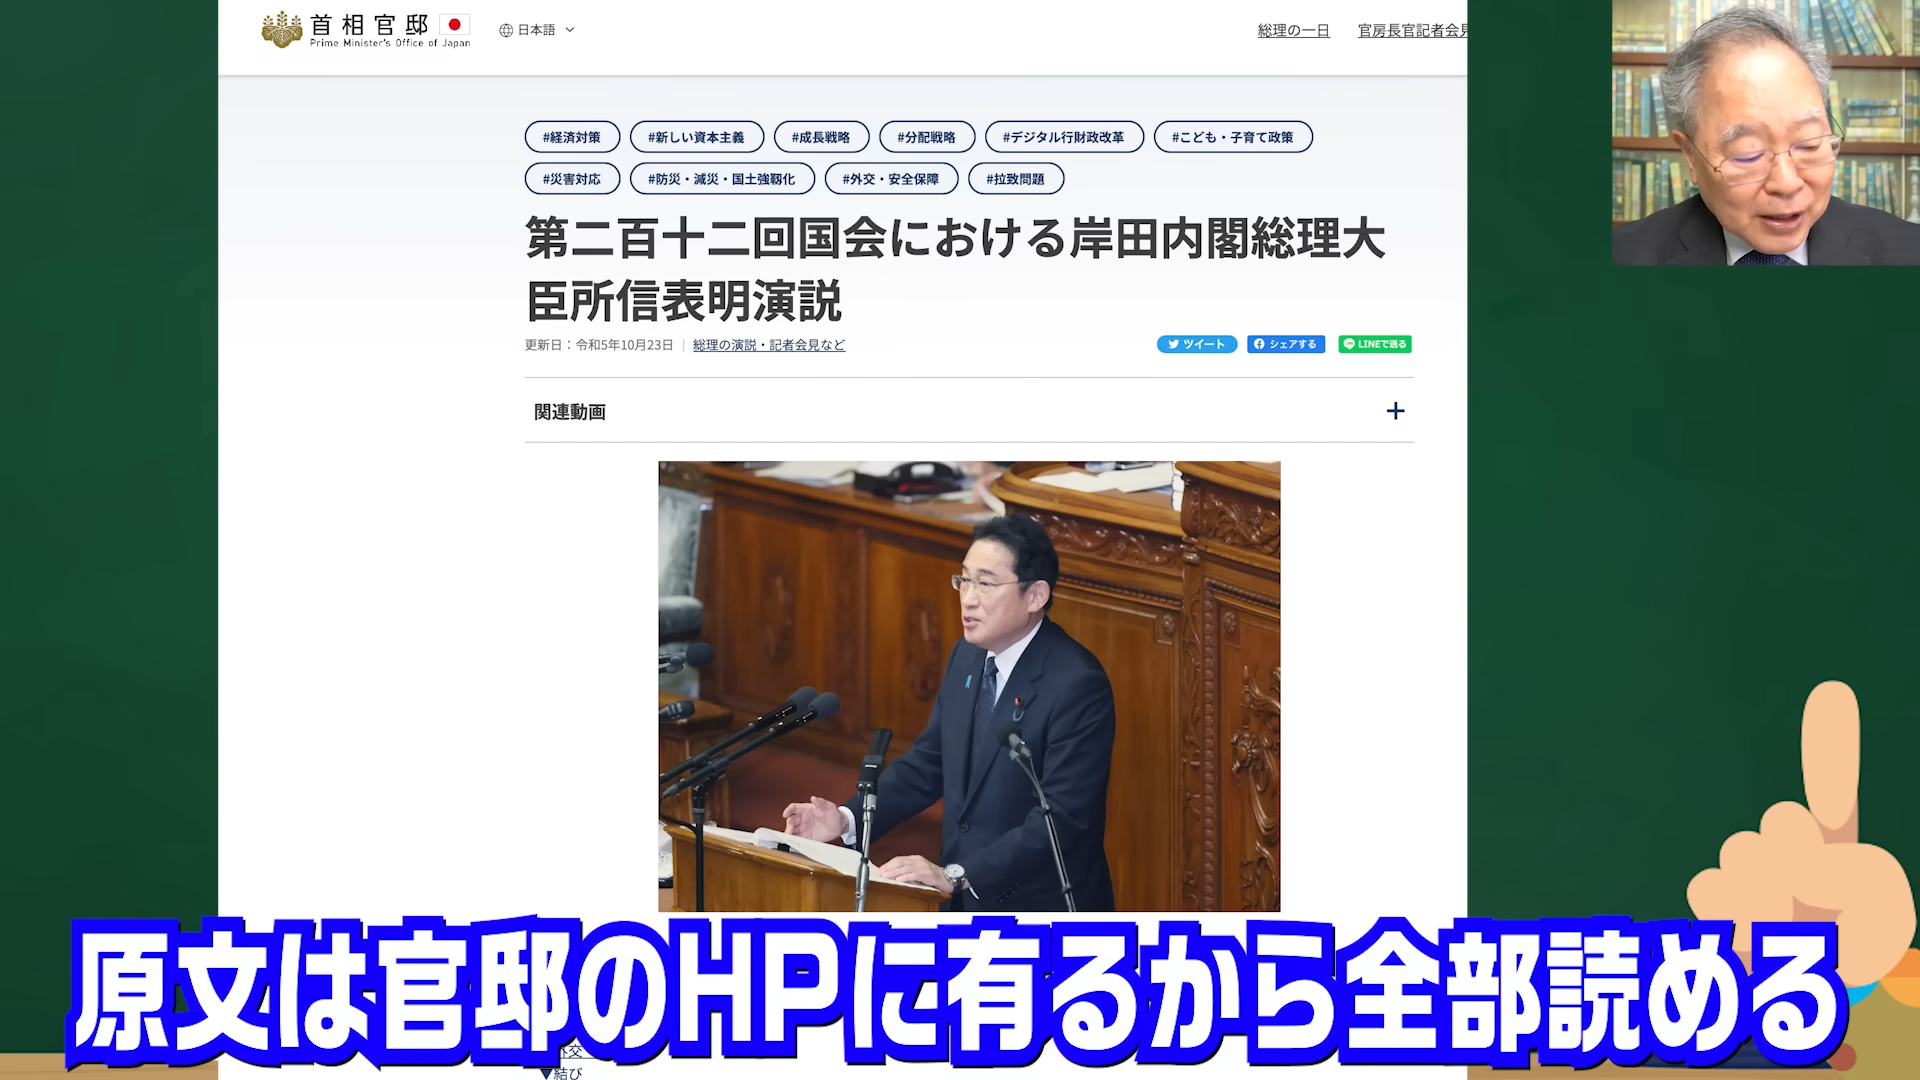 首相官邸
Prime Minister's Office of Japan
日本語
総理の一日
官房長官記者会見
#経済対策
#新しい資本主義
#成長戦略
#分配戦略
#デジタル行財政改革
#こども・子育て政策
#災害対応
#防災・減災・国土強靱化
#外交・安全保障
#拉致問題
第二百十二回国会における岸田内閣総理大
臣所信表明演説
更新日：令和5年10月23日
総理の演説・記者会見など
ツイート
シェアする
LINEで送る
関連動画
原文は官邸のHPに有るから全部読める
外交
▼結び